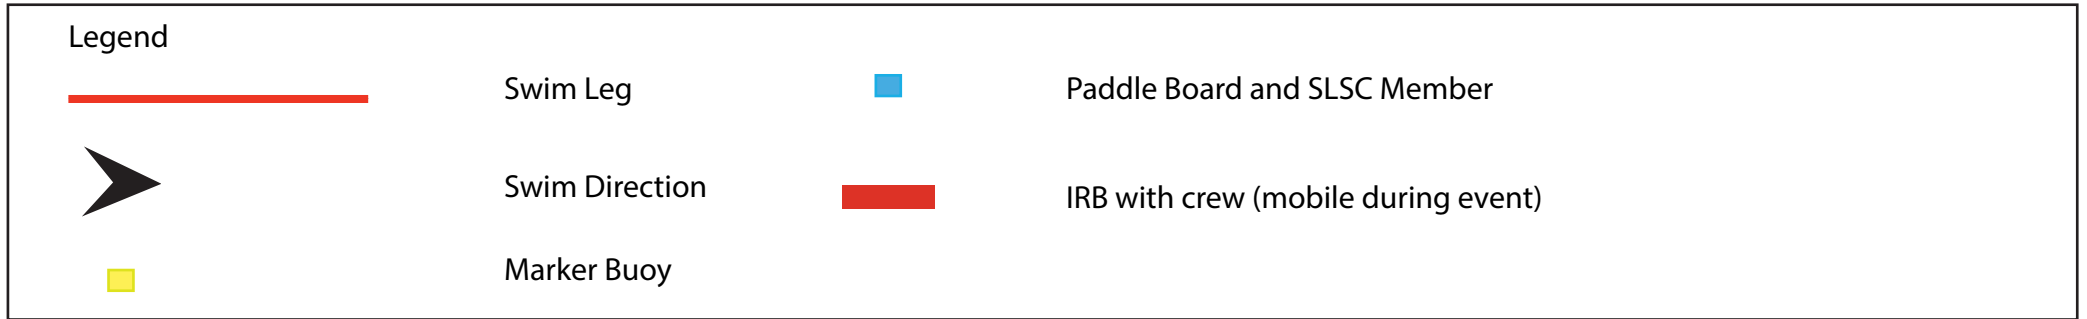 Legend
Swim Leg
Paddle Board and SLSC Member
Swim Direction
IRB with crew (mobile during event)
Marker Buoy